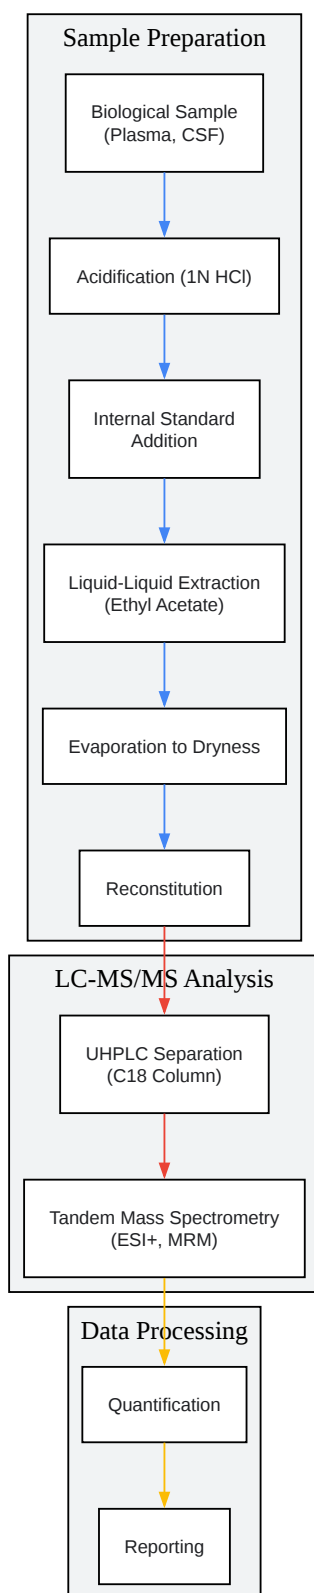 Sample Preparation
Biological Sample
(Plasma, CSF)
Acidification (1N HCl)
Internal Standard
Addition
Liquid-Liquid Extraction
(Ethyl Acetate)
Evaporation to Dryness
Reconstitution
LC-MS/MS Analysis
UHPLC Separation
(C18 Column)
Tandem Mass Spectrometry
(ESI+, MRM)
Data Processing
Quantification
Reporting